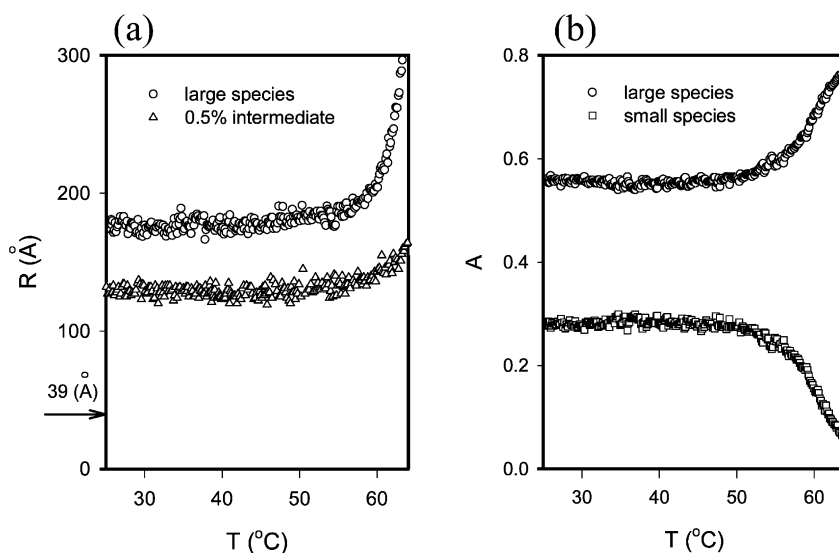 (a)
300
○ large species
△ 0.5% intermediate
200
R (Å)
100
39 (Å)
0
30 40 50 60
T (°C)
(b)
0.8
○ large species
□ small species
0.6
A
0.4
0.2
0.0
30 40 50 60
T (°C)